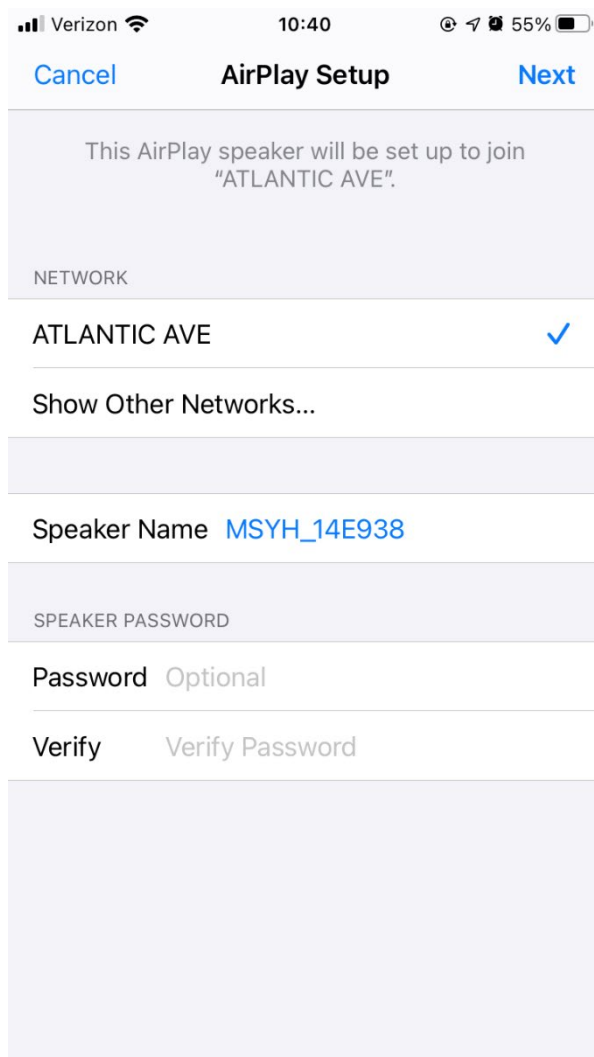 Verizon 10:40 55%
Cancel AirPlay Setup Next
This AirPlay speaker will be set up to join
“ATLANTIC AVE”.
NETWORK
ATLANTIC AVE
Show Other Networks...
Speaker Name MSYH_14E938
SPEAKER PASSWORD
Password Optional
Verify Verify Password